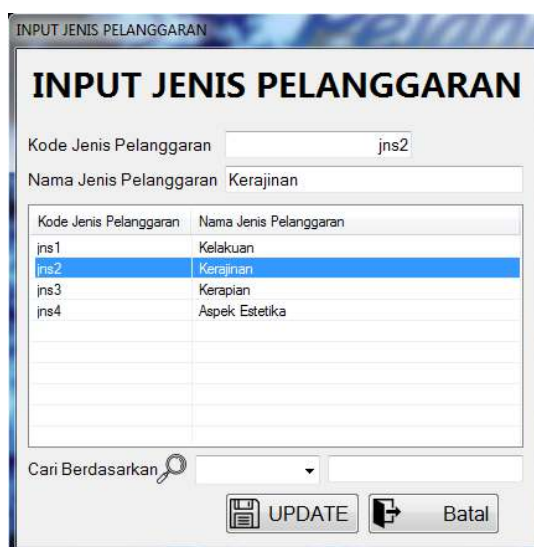 INPUT JENIS PELANGGARAN
INPUT JENIS PELANGGARAN
Kode Jenis Pelanggaran jns2
Nama Jenis Pelanggaran Kerajinan
Kode Jenis Pelanggaran Nama Jenis Pelanggaran
jns1 Kelakuan
jns2 Kerajinan
jns3 Kerapian
jns4 Aspek Estetika
Cari Berdasarkan
UPDATE Batal